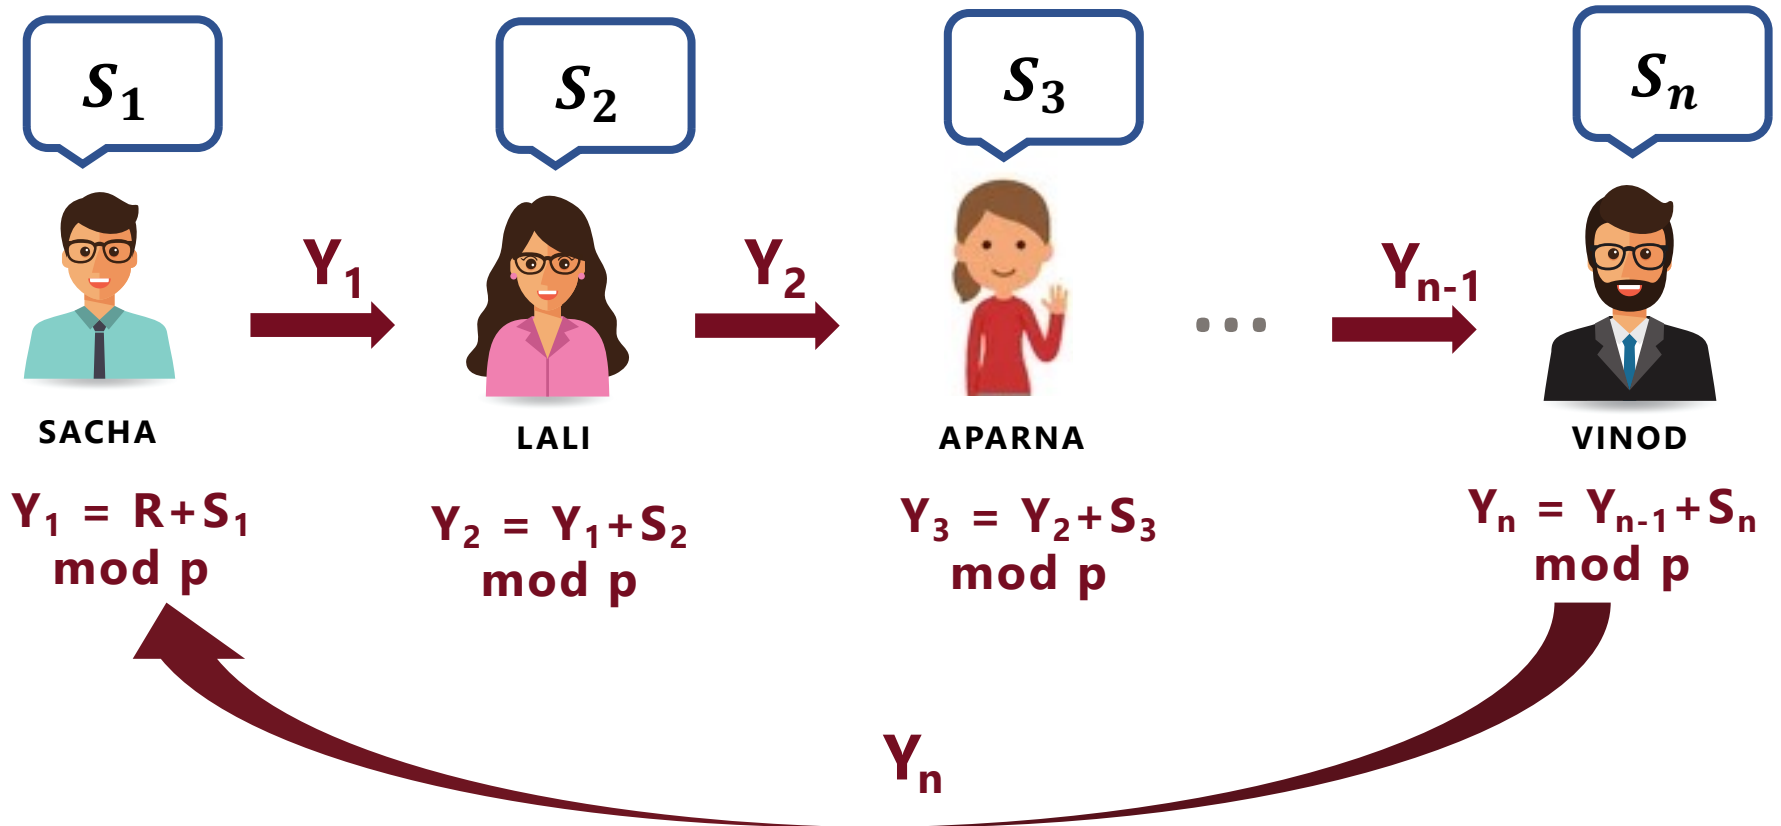 S₁
S₂
S₃
Sₙ
Y₁
Y₂
...
Yₙ₋₁
SACHA
LALI
APARNA
VINOD
Y₁ = R+S₁
mod p
Y₂ = Y₁+S₂
mod p
Y₃ = Y₂+S₃
mod p
Yₙ = Yₙ₋₁+Sₙ
mod p
Yₙ